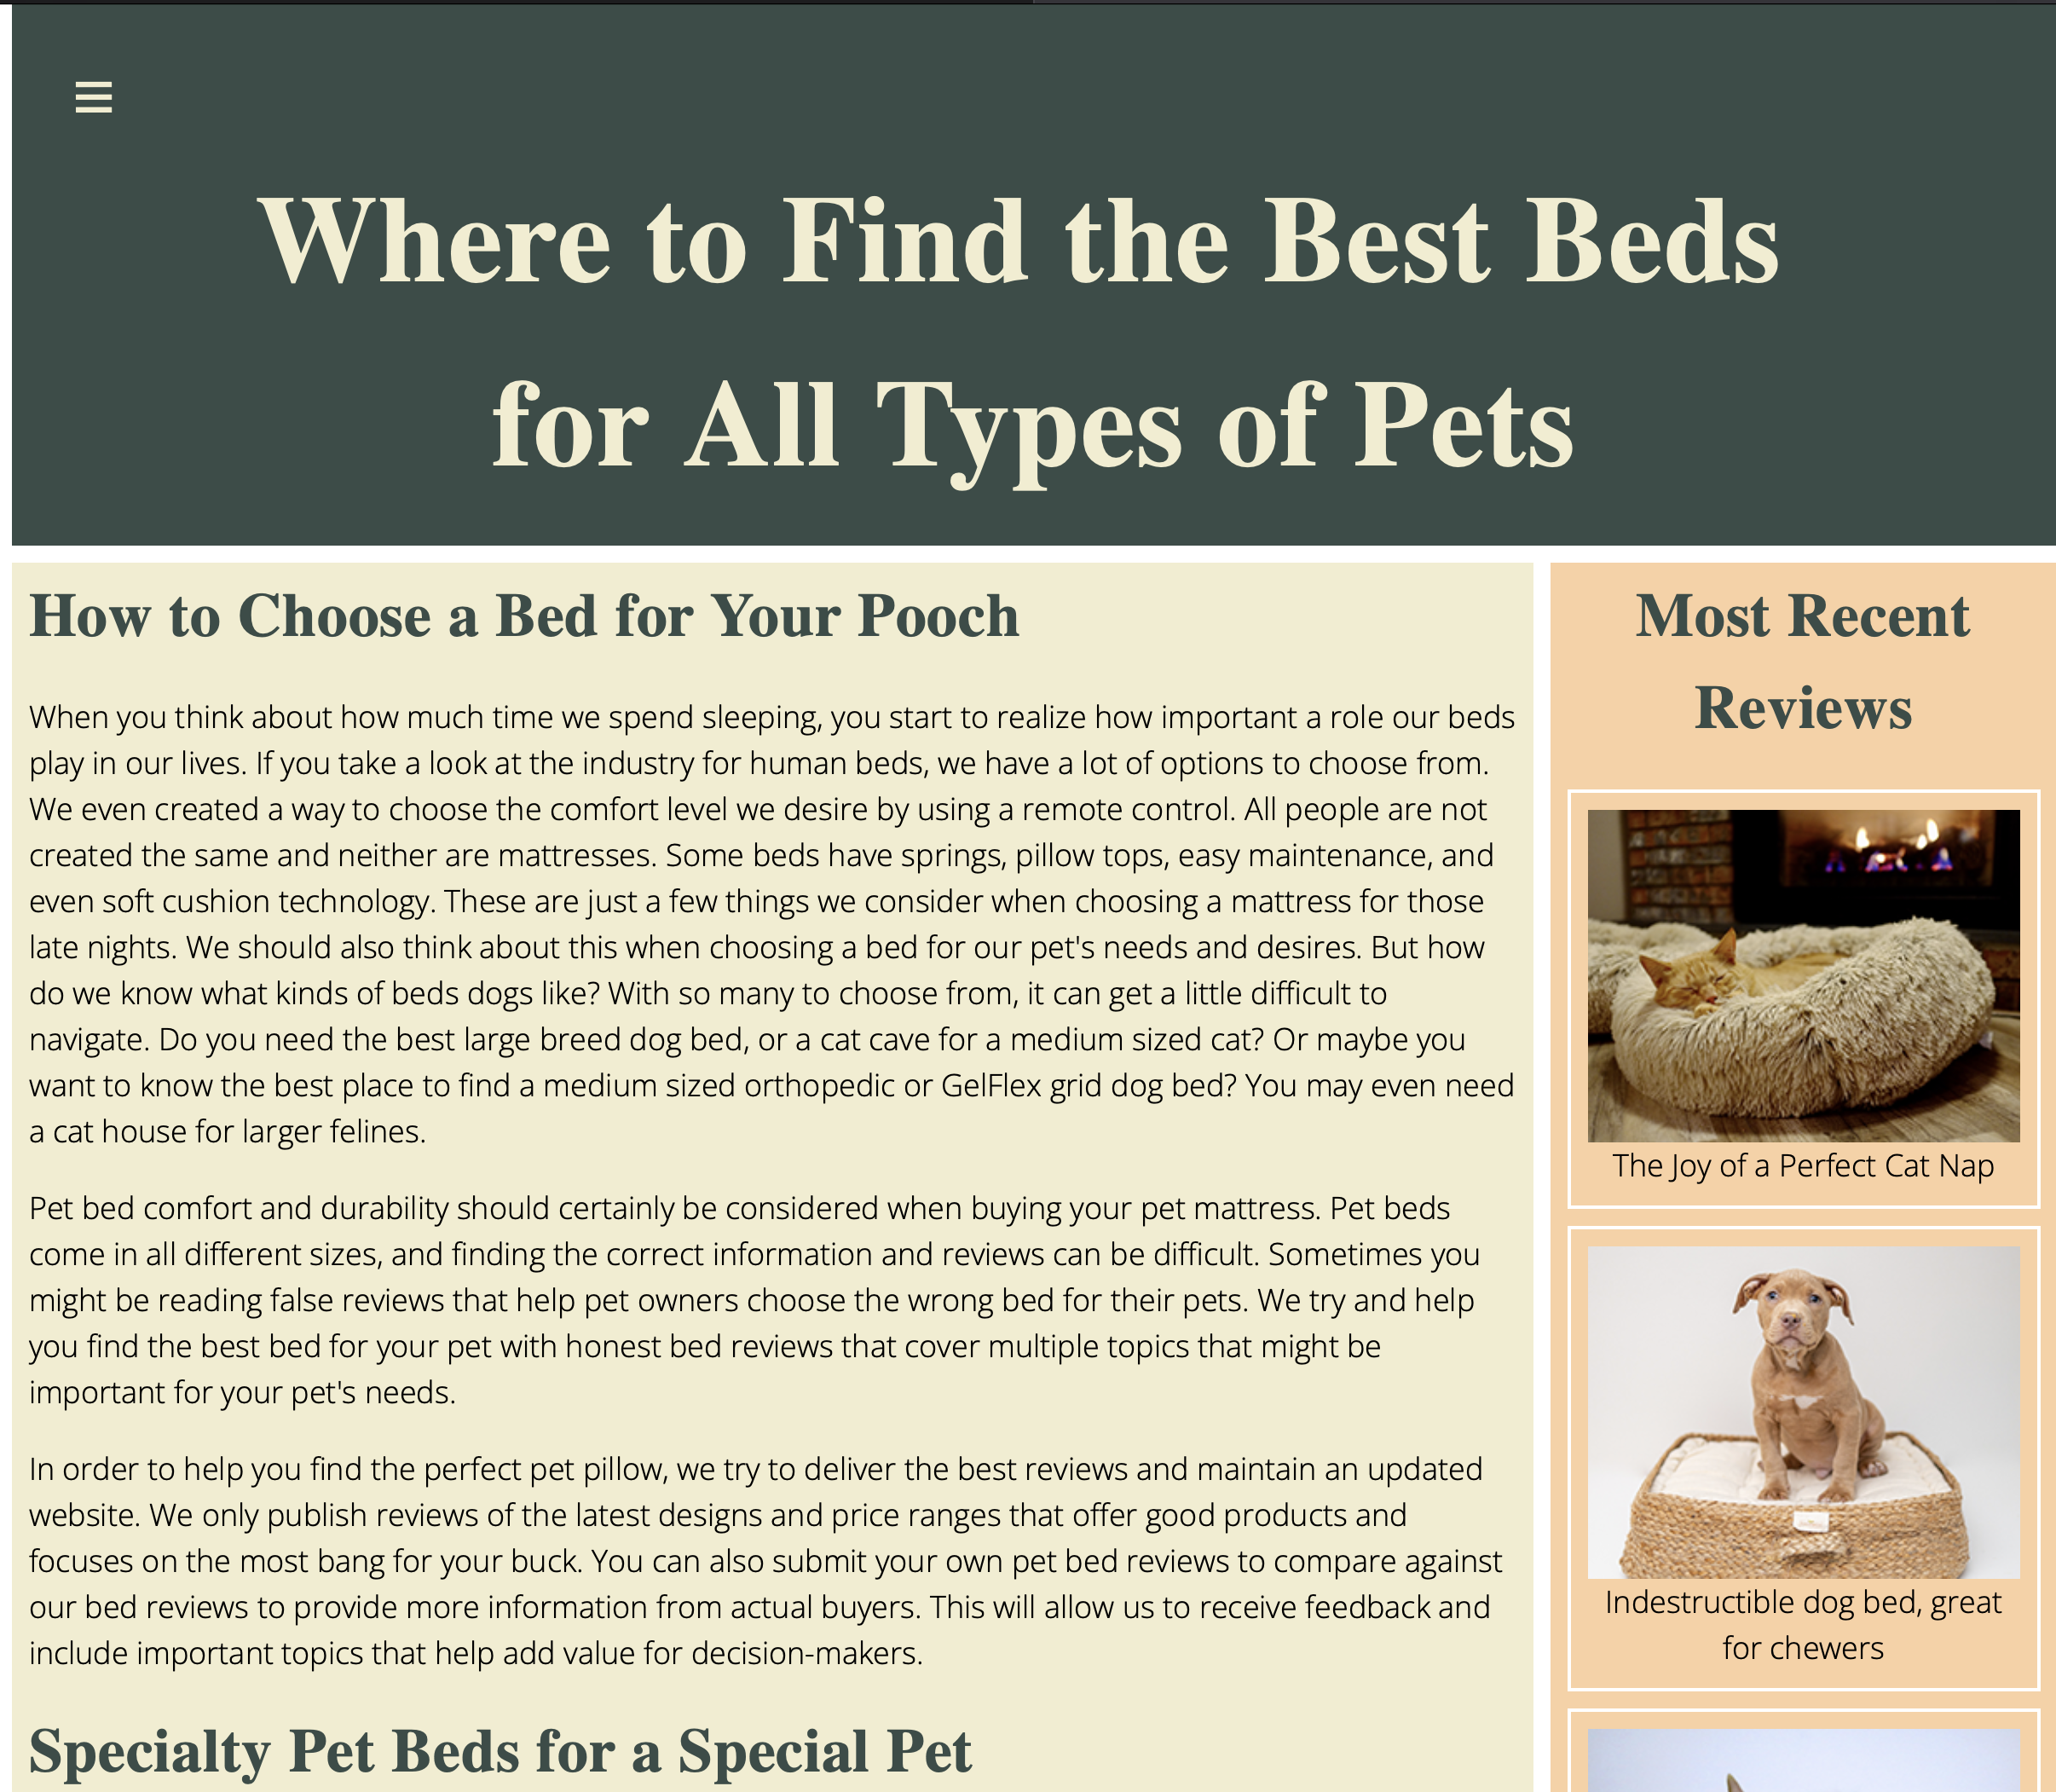 Where to Find the Best Beds
for All Types of Pets
How to Choose a Bed for Your Pooch
When you think about how much time we spend sleeping, you start to realize how important a role our beds
play in our lives. If you take a look at the industry for human beds, we have a lot of options to choose from.
We even created a way to choose the comfort level we desire by using a remote control. All people are not
created the same and neither are mattresses. Some beds have springs, pillow tops, easy maintenance, and
even soft cushion technology. These are just a few things we consider when choosing a mattress for those
late nights. We should also think about this when choosing a bed for our pet's needs and desires. But how
do we know what kinds of beds dogs like? With so many to choose from, it can get a little difficult to
navigate. Do you need the best large breed dog bed, or a cat cave for a medium sized cat? Or maybe you
want to know the best place to find a medium sized orthopedic or GelFlex grid dog bed? You may even need
a cat house for larger felines.
Pet bed comfort and durability should certainly be considered when buying your pet mattress. Pet beds
come in all different sizes, and finding the correct information and reviews can be difficult. Sometimes you
might be reading false reviews that help pet owners choose the wrong bed for their pets. We try and help
you find the best bed for your pet with honest bed reviews that cover multiple topics that might be
important for your pet's needs.
In order to help you find the perfect pet pillow, we try to deliver the best reviews and maintain an updated
website. We only publish reviews of the latest designs and price ranges that offer good products and
focuses on the most bang for your buck. You can also submit your own pet bed reviews to compare against
our bed reviews to provide more information from actual buyers. This will allow us to receive feedback and
include important topics that help add value for decision-makers.
Specialty Pet Beds for a Special Pet
Most Recent
Reviews
The Joy of a Perfect Cat Nap
Indestructible dog bed, great
for chewers